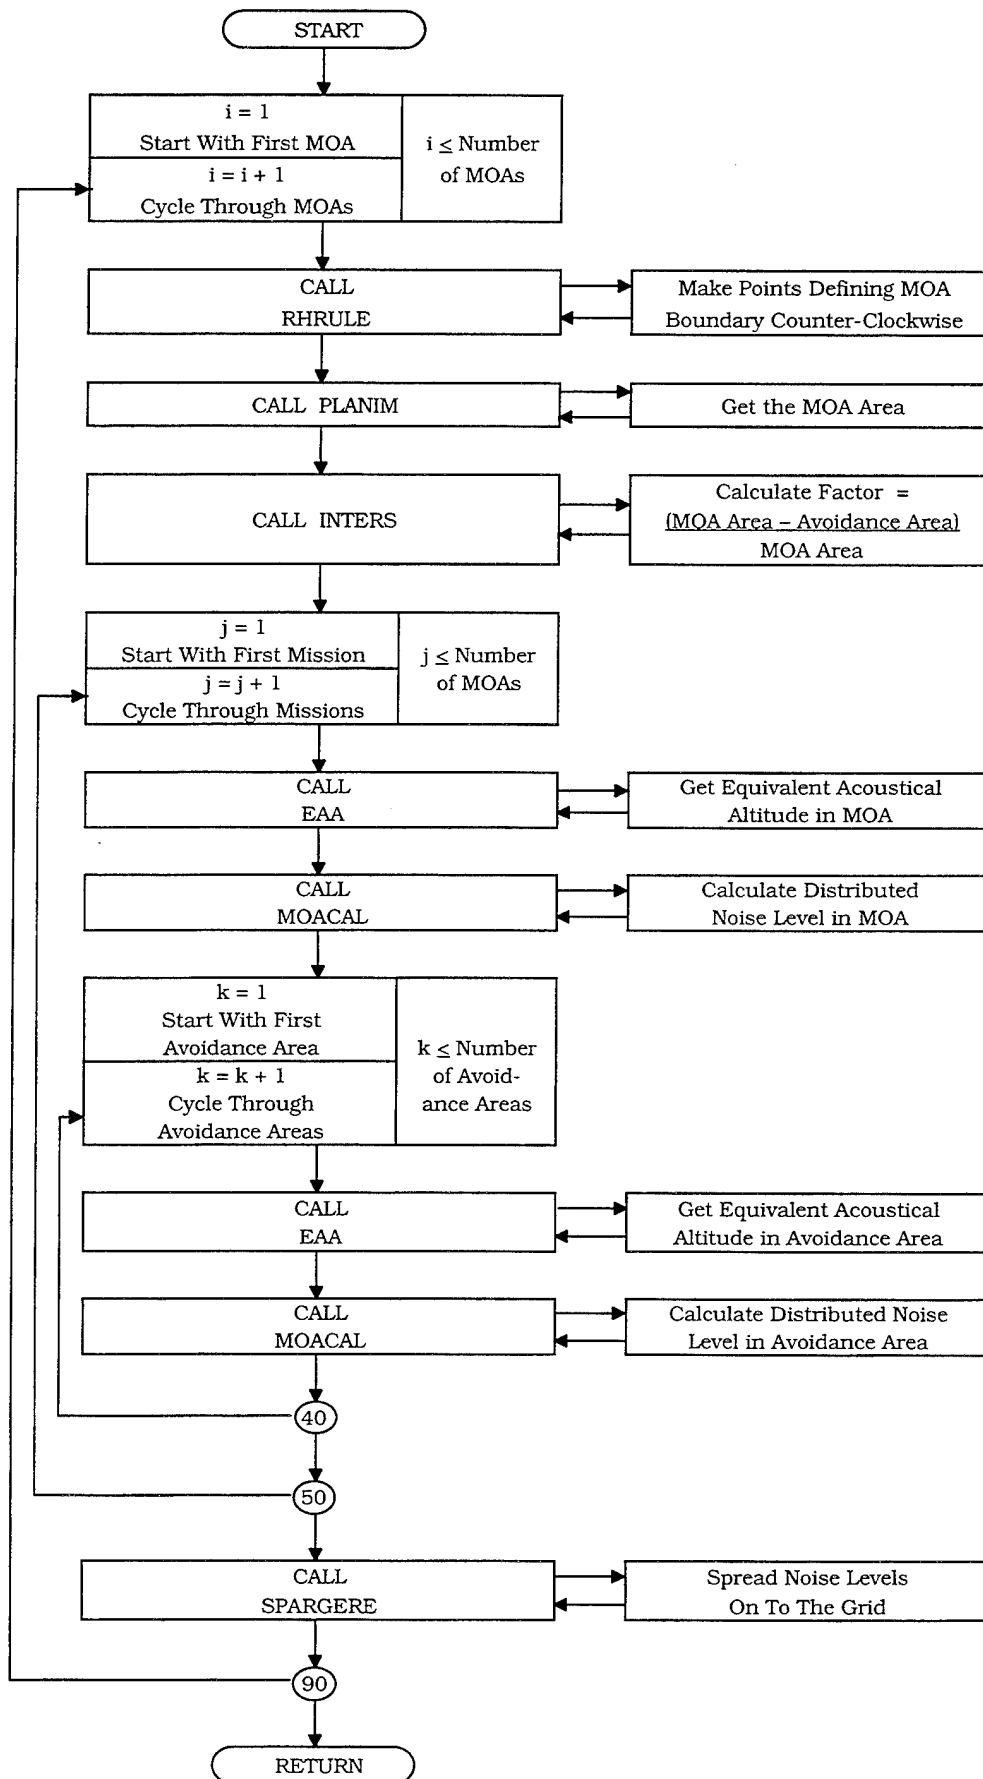 START
i = 1
Start With First MOA
i = i + 1
Cycle Through MOAs
i ≤ Number
of MOAs
CALL
RHRULE
Make Points Defining MOA
Boundary Counter-Clockwise
CALL PLANIM
Get the MOA Area
CALL INTERS
Calculate Factor =
(MOA Area – Avoidance Area)
MOA Area
j = 1
Start With First Mission
j = j + 1
Cycle Through Missions
j ≤ Number
of MOAs
CALL
EAA
Get Equivalent Acoustical
Altitude in MOA
CALL
MOACAL
Calculate Distributed
Noise Level in MOA
k = 1
Start With First
Avoidance Area
k = k + 1
Cycle Through
Avoidance Areas
k ≤ Number
of Avoid-
ance Areas
CALL
EAA
Get Equivalent Acoustical
Altitude in Avoidance Area
CALL
MOACAL
Calculate Distributed Noise
Level in Avoidance Area
40
50
CALL
SPARGERE
Spread Noise Levels
On To The Grid
90
RETURN